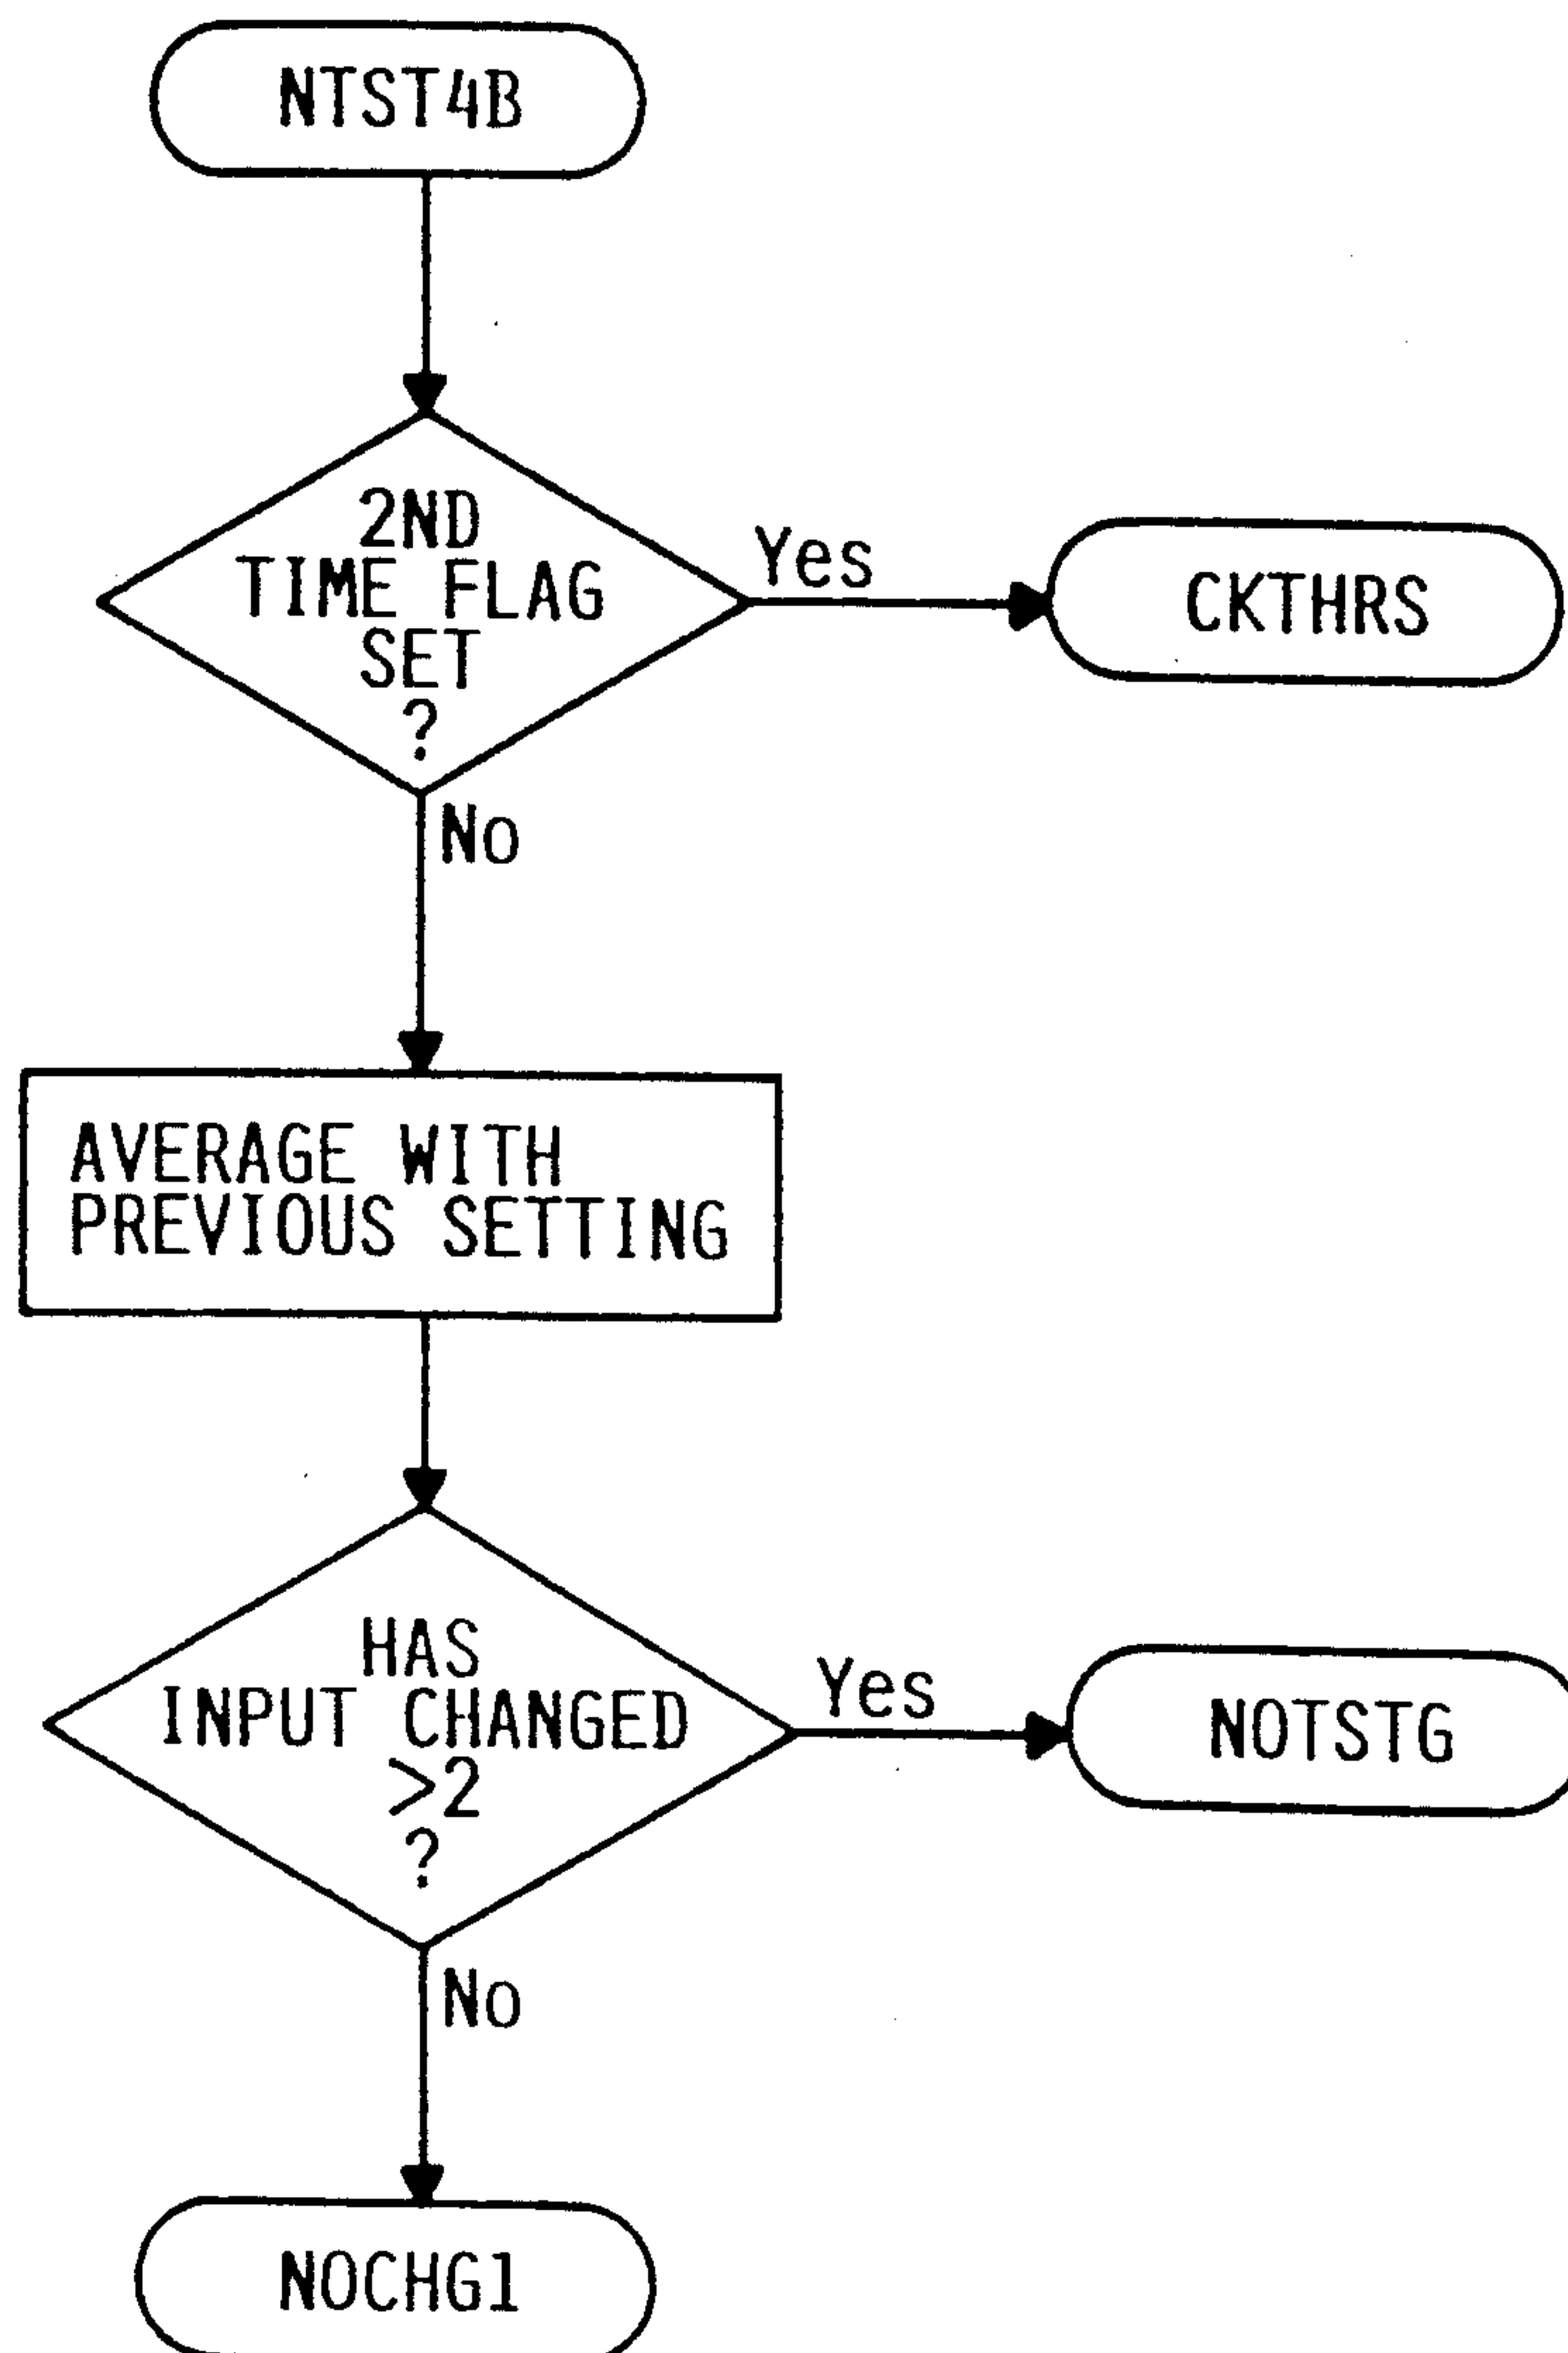 NTST4B
2ND
TIME FLAG
SET
?
Yes
CKTHRS
No
AVERAGE WITH
PREVIOUS SETTING
HAS
INPUT CHANGED
>2
?
Yes
NOTSTG
No
NOCHG1